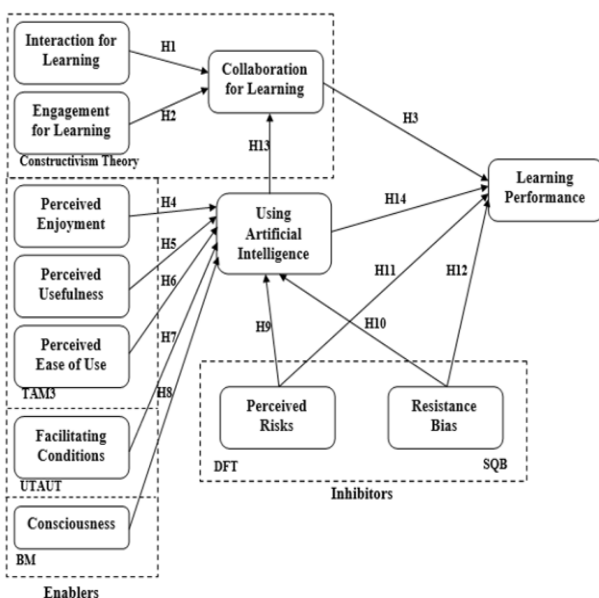 Interaction for
Learning
H1
Collaboration
for Learning
Engagement
for Learning
H2
Constructivism Theory
H3
H13
Learning
Performance
Perceived
Enjoyment
H4
Using
Artificial
Intelligence
H14
Perceived
Usefulness
H5
H6
H11
H12
Perceived
Ease of Use
H7
H9
H10
TAM3
H8
Facilitating
Conditions
UTAUT
Perceived
Risks
Resistance
Bias
DFT
SQB
Inhibitors
Consciousness
BM
Enablers